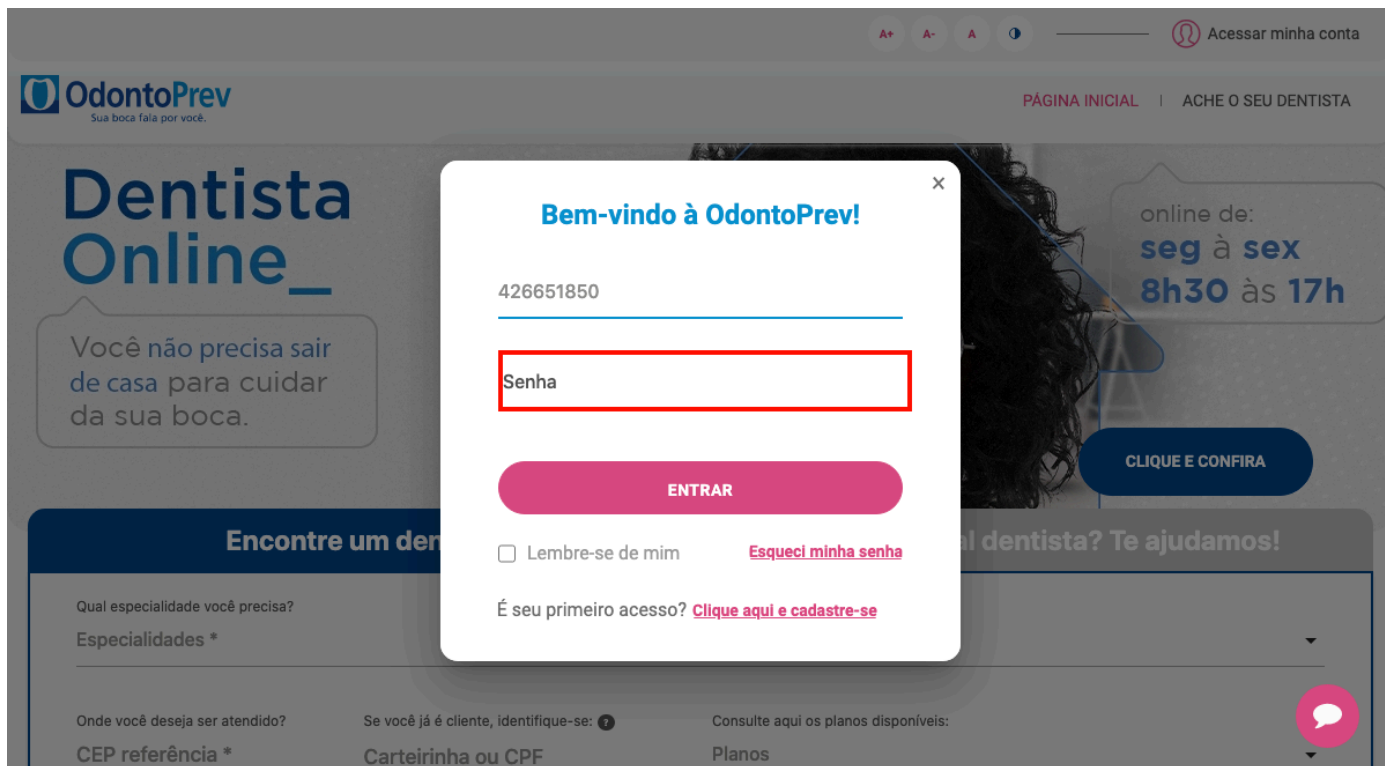 A+ A- A Acessar minha conta
OdontoPrev
Sua boca fala por você.
PÁGINA INICIAL | ACHE O SEU DENTISTA
Dentista
Online_
Você não precisa sair
de casa para cuidar
da sua boca.
online de:
seg à sex
8h30 às 17h
CLIQUE E CONFIRA
×
Bem-vindo à OdontoPrev!
426651850
Senha
ENTRAR
Lembre-se de mim Esqueci minha senha
É seu primeiro acesso? Clique aqui e cadastre-se
Encontre um den
al dentista? Te ajudamos!
Qual especialidade você precisa?
Especialidades *
Onde você deseja ser atendido? Se você já é cliente, identifique-se: ? Consulte aqui os planos disponíveis:
CEP referência * Carteirinha ou CPF Planos